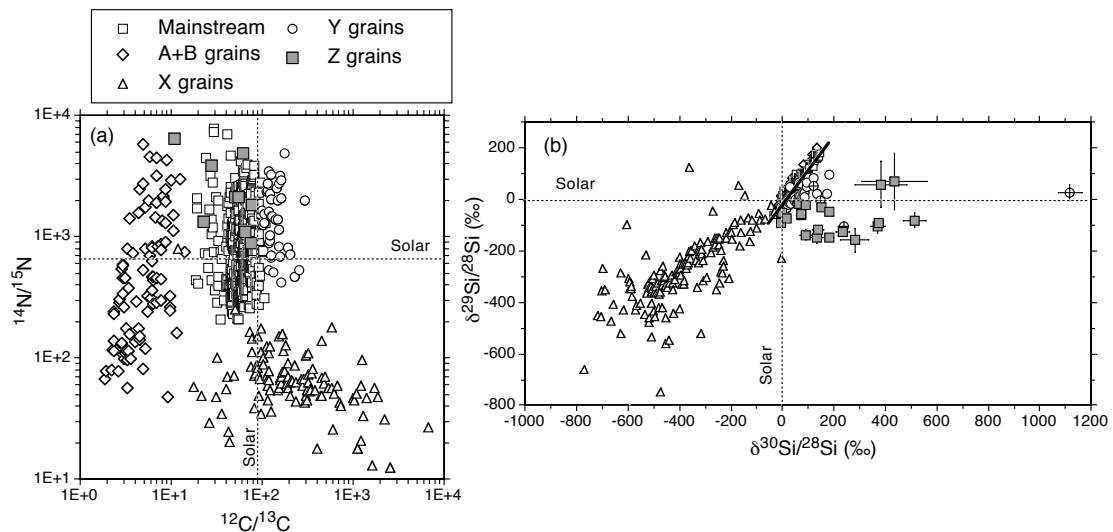 Mainstream
Y grains
A+B grains
Z grains
X grains
(a)
1E+4
1E+3
1E+2
1E+1
¹⁴N/¹⁵N
Solar
Solar
1E+0 1E+1 1E+2 1E+3 1E+4
¹²C/¹³C
(b)
200
0
-200
-400
-600
-800
δ²⁹Si/²⁸Si (‰)
Solar
Solar
-1000 -800 -600 -400 -200 0 200 400 600 800 1000 1200
δ³⁰Si/²⁸Si (‰)